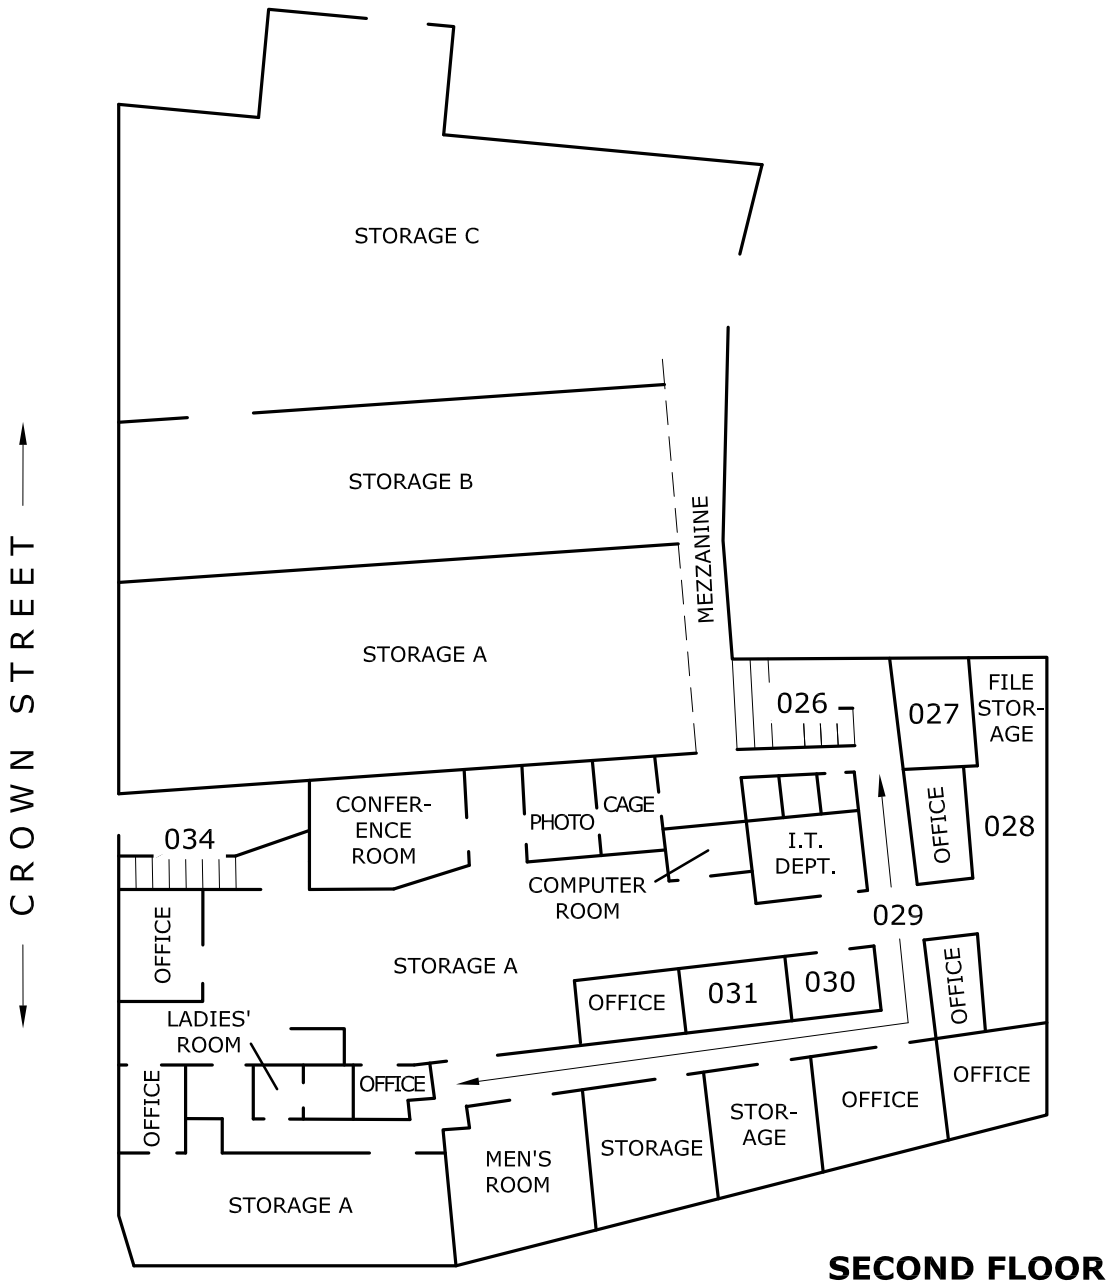 STORAGE C
CROWN STREET
STORAGE B
MEZZANINE
STORAGE A
026
027
FILE
STOR-
AGE
CONFER-
ENCE
ROOM
PHOTO
CAGE
034
I.T.
DEPT.
OFFICE
028
COMPUTER
ROOM
029
OFFICE
STORAGE A
OFFICE
031
030
OFFICE
LADIES'
ROOM
OFFICE
OFFICE
OFFICE
OFFICE
STOR-
AGE
STORAGE
MEN'S
ROOM
STORAGE A
SECOND FLOOR